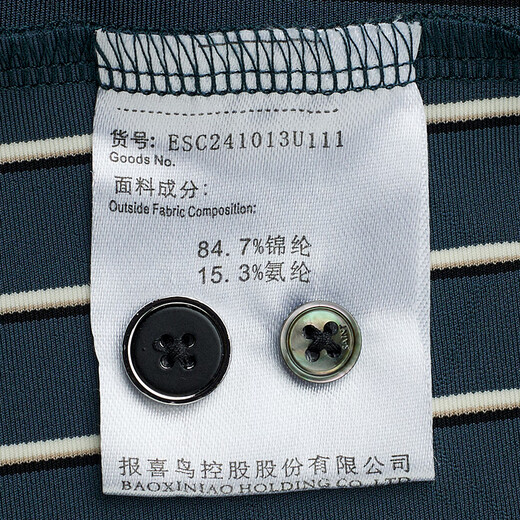 货号: ESC241013U111
Goods No.
面料成分:
Outside Fabric Composition:
84.7%锦纶
15.3%氨纶
报喜鸟控股股份有限公司
BAOXINIAO HOLDING CO., LTD.